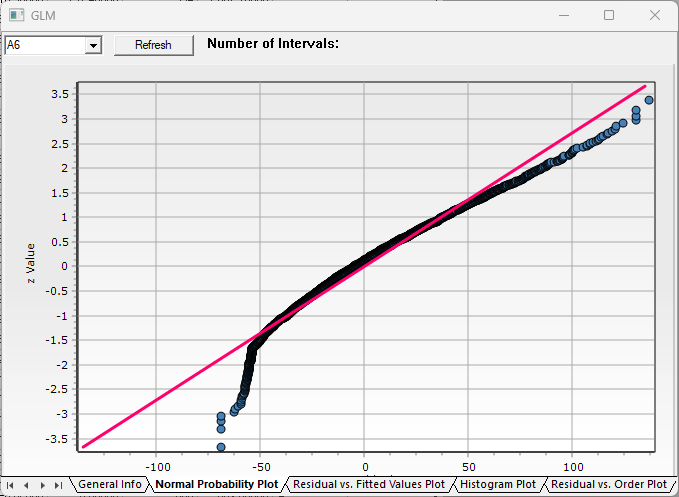 GLM
A6
Refresh
Number of Intervals:
3.5
3
2.5
2
1.5
1
0.5
0
-0.5
-1
-1.5
-2
-2.5
-3
-3.5
z Value
-100
-50
0
50
100
General Info
Normal Probability Plot
Residual vs. Fitted Values Plot
Histogram Plot
Residual vs. Order Plot